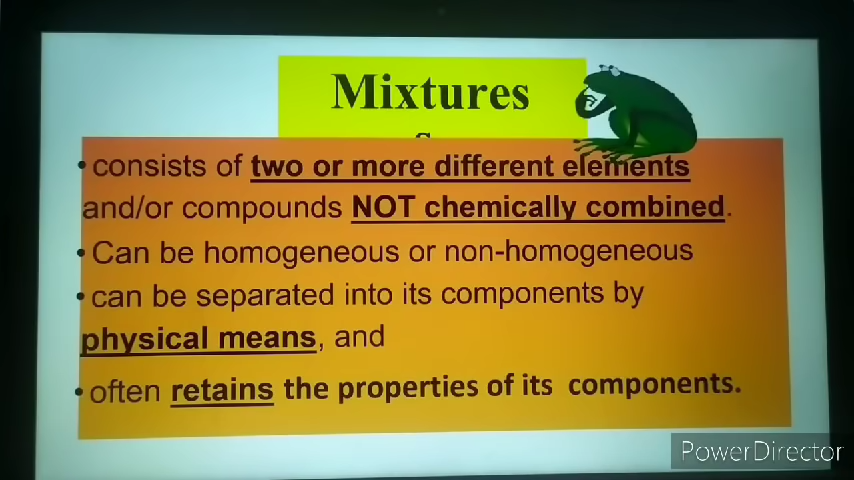 Mixtures
s
•consists of two or more different elements
and/or compounds NOT chemically combined.
•Can be homogeneous or non-homogeneous
•can be separated into its components by
physical means, and
•often retains the properties of its components.
PowerDirector